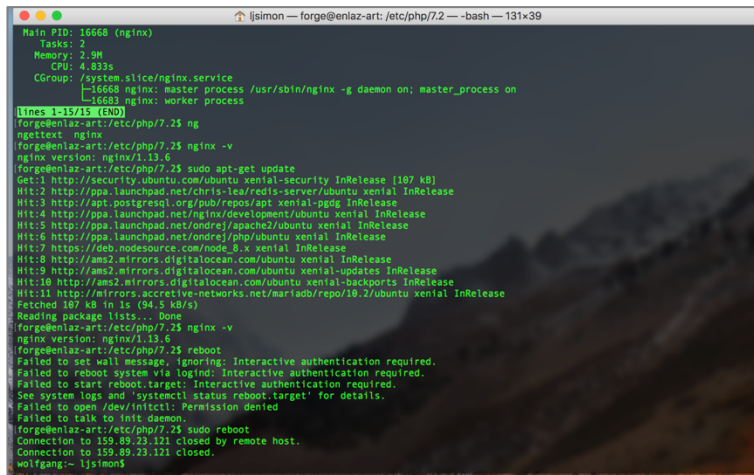 ljsimon — forge@enlaz-art: /etc/php/7.2 — -bash — 131×39
Main PID: 16668 (nginx)
Tasks: 2
Memory: 2.9M
CPU: 4.833s
CGroup: /system.slice/nginx.service
├─16668 nginx: master process /usr/sbin/nginx -g daemon on; master_process on
└─16683 nginx: worker process
lines 1-15/15 (END)
[forge@enlaz-art:/etc/php/7.2$ ng
ngettext nginx
[forge@enlaz-art:/etc/php/7.2$ nginx -v
nginx version: nginx/1.13.6
[forge@enlaz-art:/etc/php/7.2$ sudo apt-get update
Get:1 http://security.ubuntu.com/ubuntu xenial-security InRelease [107 kB]
Hit:2 http://ppa.launchpad.net/chris-lea/redis-server/ubuntu xenial InRelease
Hit:3 http://apt.postgresql.org/pub/repos/apt xenial-pgdg InRelease
Hit:4 http://ppa.launchpad.net/nginx/development/ubuntu xenial InRelease
Hit:5 http://ppa.launchpad.net/ondrej/apache2/ubuntu xenial InRelease
Hit:6 http://ppa.launchpad.net/ondrej/php/ubuntu xenial InRelease
Hit:7 https://deb.nodesource.com/node_8.x xenial InRelease
Hit:8 http://ams2.mirrors.digitalocean.com/ubuntu xenial InRelease
Hit:9 http://ams2.mirrors.digitalocean.com/ubuntu xenial-updates InRelease
Hit:10 http://ams2.mirrors.digitalocean.com/ubuntu xenial-backports InRelease
Hit:11 http://mirrors.accretive-networks.net/mariadb/repo/10.2/ubuntu xenial InRelease
Fetched 107 kB in 1s (94.5 kB/s)
Reading package lists... Done
[forge@enlaz-art:/etc/php/7.2$ nginx -v
nginx version: nginx/1.13.6
[forge@enlaz-art:/etc/php/7.2$ reboot
Failed to set wall message, ignoring: Interactive authentication required.
Failed to reboot system via logind: Interactive authentication required.
Failed to start reboot.target: Interactive authentication required.
See system logs and 'systemctl status reboot.target' for details.
Failed to open /dev/initctl: Permission denied
Failed to talk to init daemon.
[forge@enlaz-art:/etc/php/7.2$ sudo reboot
Connection to 159.89.23.121 closed by remote host.
Connection to 159.89.23.121 closed.
wolfgang:~ ljsimon$